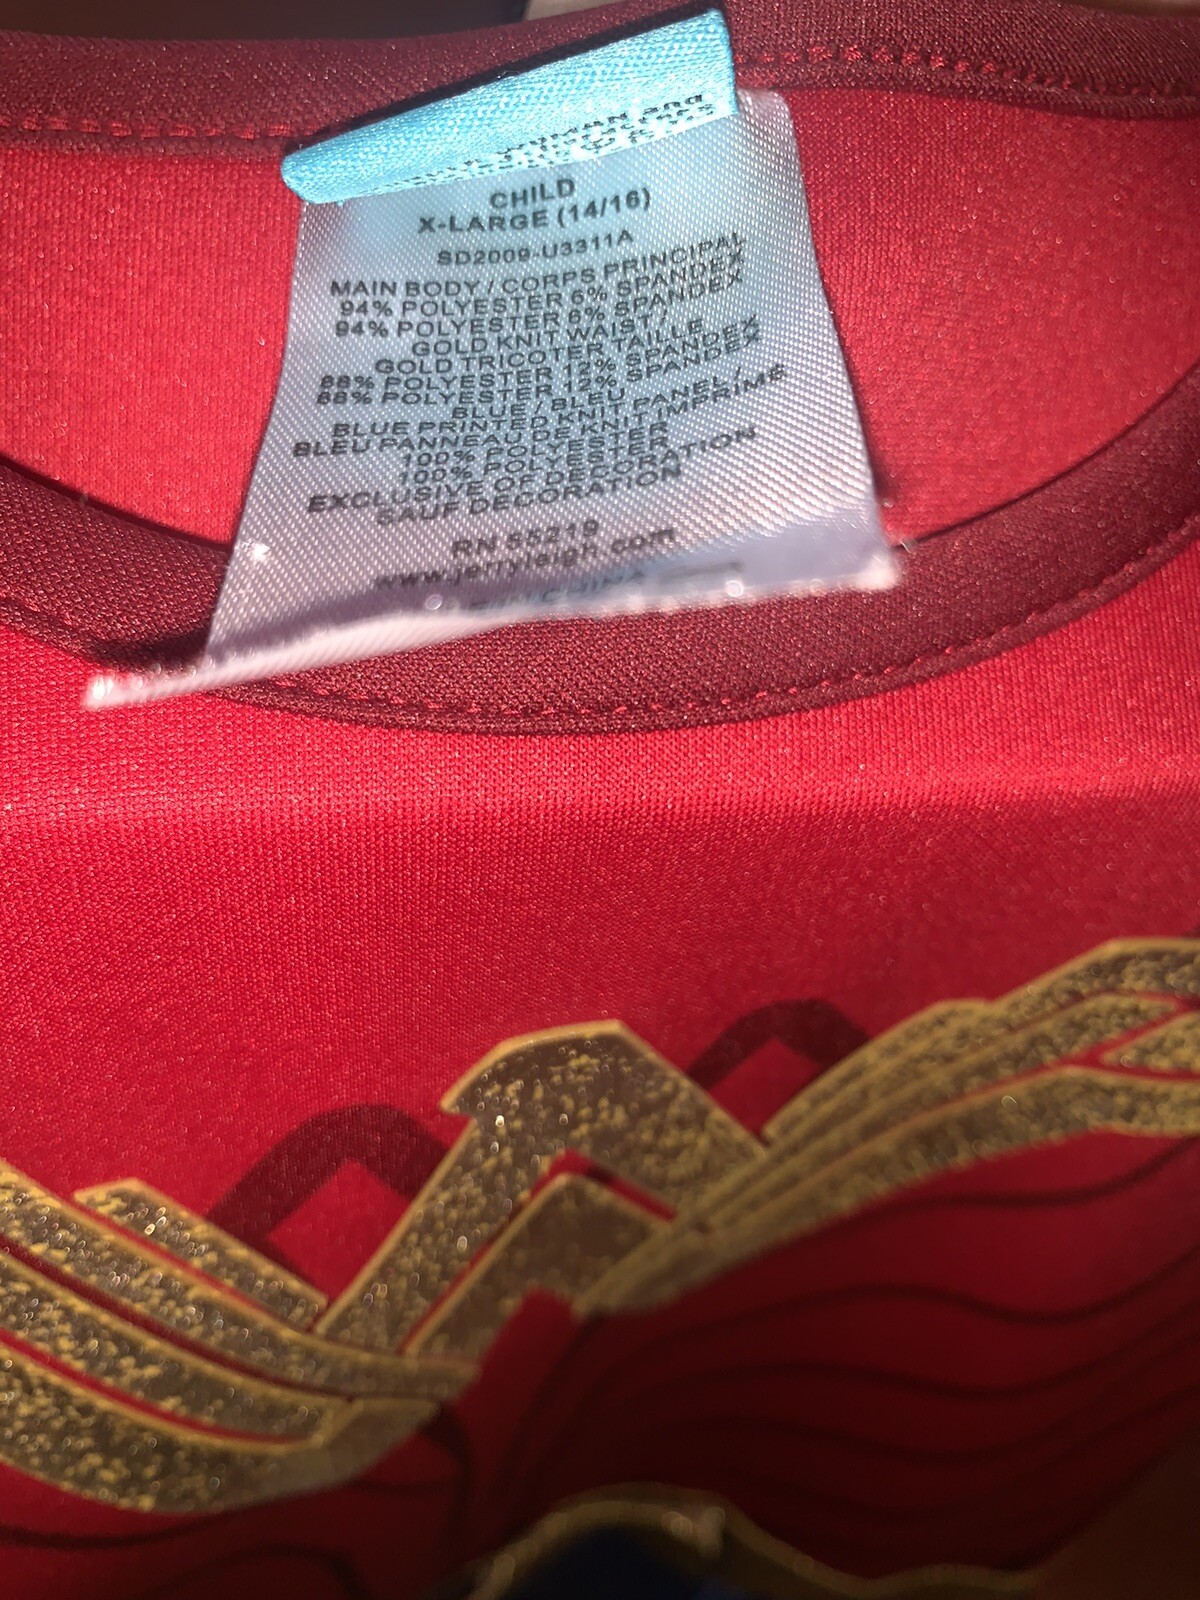 CHILD
X-LARGE (14/16)
SD2009-U3311A
MAIN BODY / CORPS PRINCIPAL
94% POLYESTER 6% SPANDEX
94% POLYESTER 6% SPANDEX
GOLD KNIT WAIST /
GOLD TRICOTER TAILLE
88% POLYESTER 12% SPANDEX
88% POLYESTER 12% SPANDEX
BLUE / BLEU
BLUE PRINTED KNIT PANEL /
BLEU PANNEAU DE KNIT IMPRIMÉ
100% POLYESTER
100% POLYESTER
EXCLUSIVE OF DECORATION
SAUF DECORATION
RN 55219
www.jerryleigh.com
CHINA